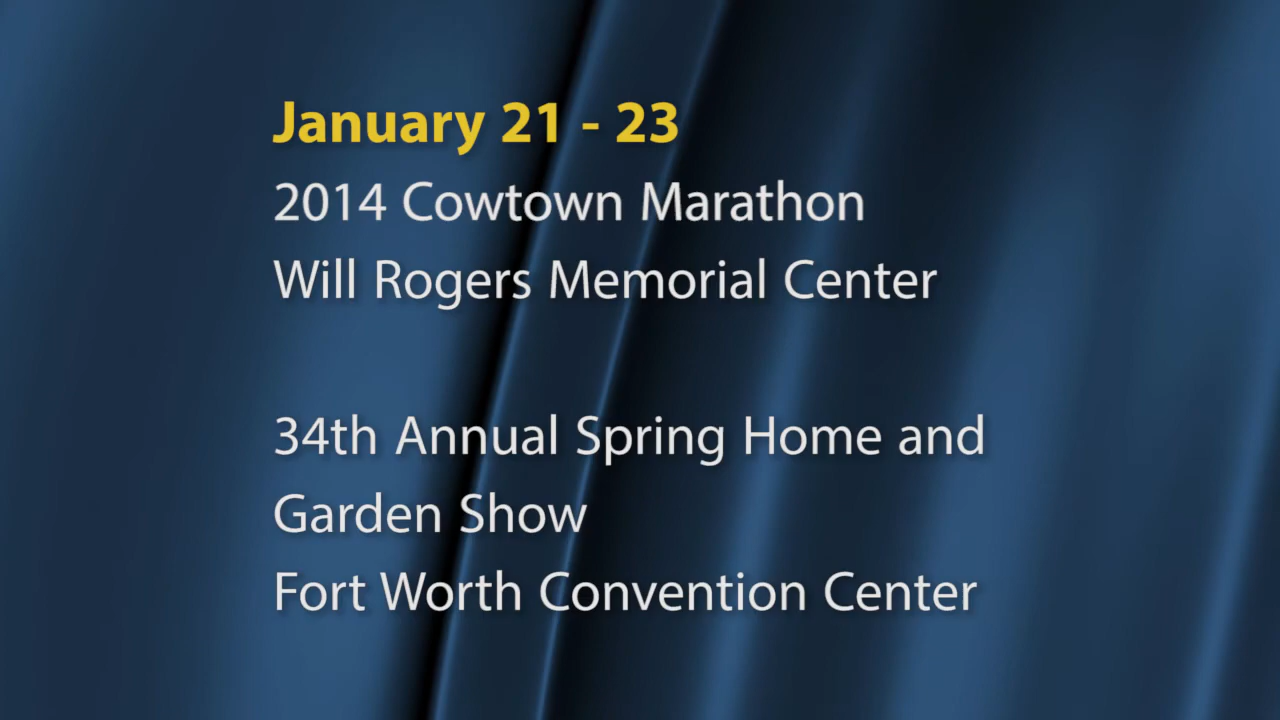 January 21 - 23
2014 Cowtown Marathon
Will Rogers Memorial Center
34th Annual Spring Home and
Garden Show
Fort Worth Convention Center